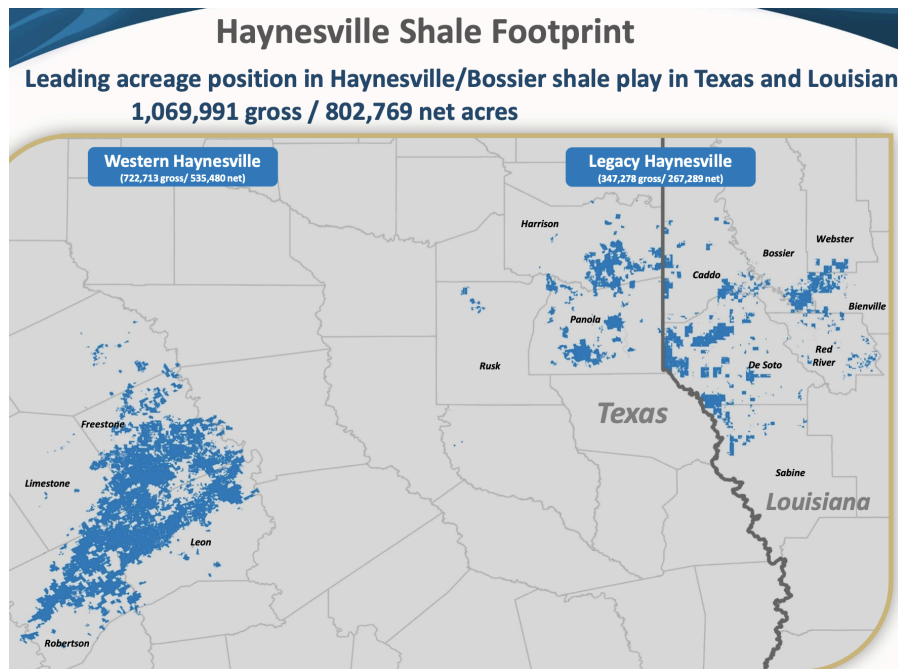 Haynesville Shale Footprint
Leading acreage position in Haynesville/Bossier shale play in Texas and Louisian
1,069,991 gross / 802,769 net acres
Western Haynesville
(722,713 gross/ 535,480 net)
Legacy Haynesville
(347,278 gross/ 267,289 net)
Harrison
Webster
Bossier
Caddo
Bienville
Panola
Red
River
Rusk
De Soto
Texas
Freestone
Limestone
Sabine
Louisiana
Leon
Robertson